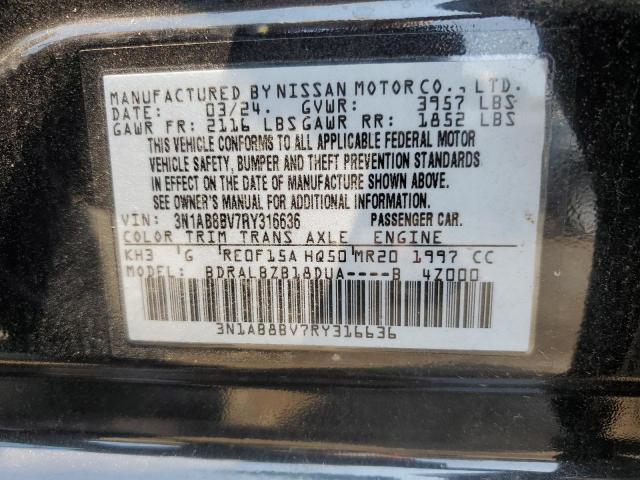 MANUFACTURED BY NISSAN MOTOR CO., LTD.
DATE: 03/24. GVWR: 3957 LBS
GAWR FR: 2116 LBS GAWR RR: 1852 LBS
THIS VEHICLE CONFORMS TO ALL APPLICABLE FEDERAL MOTOR
VEHICLE SAFETY, BUMPER AND THEFT PREVENTION STANDARDS
IN EFFECT ON THE DATE OF MANUFACTURE SHOWN ABOVE.
SEE OWNER'S MANUAL FOR ADDITIONAL INFORMATION.
VIN: 3N1AB8BV7RY316636 PASSENGER CAR.
COLOR TRIM TRANS AXLE ENGINE
KH3 G RE0F15A HQ50 MR20 1997 CC
MODEL: BDRALBZB18DUA----B 4Z000
3N1AB8BV7RY316636